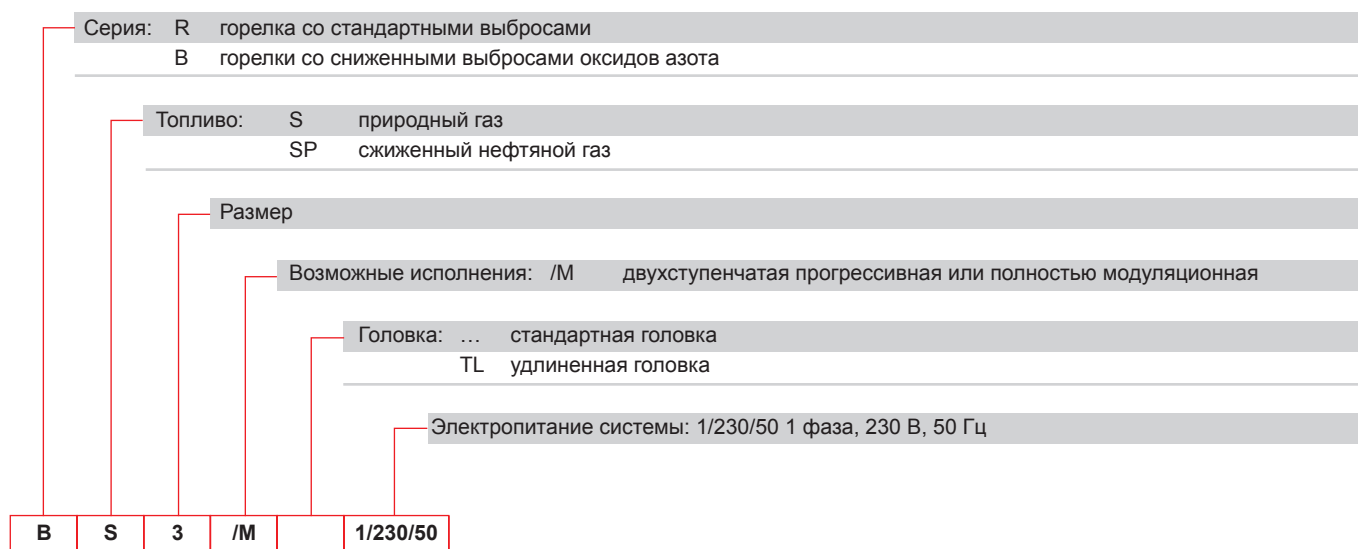 Серия: R горелка со стандартными выбросами
B горелки со сниженными выбросами оксидов азота
Топливо: S природный газ
SP сжиженный нефтяной газ
Размер
Возможные исполнения: /M двухступенчатая прогрессивная или полностью модуляционная
Головка: … стандартная головка
TL удлиненная головка
Электропитание системы: 1/230/50 1 фаза, 230 В, 50 Гц
B S 3 /M 1/230/50